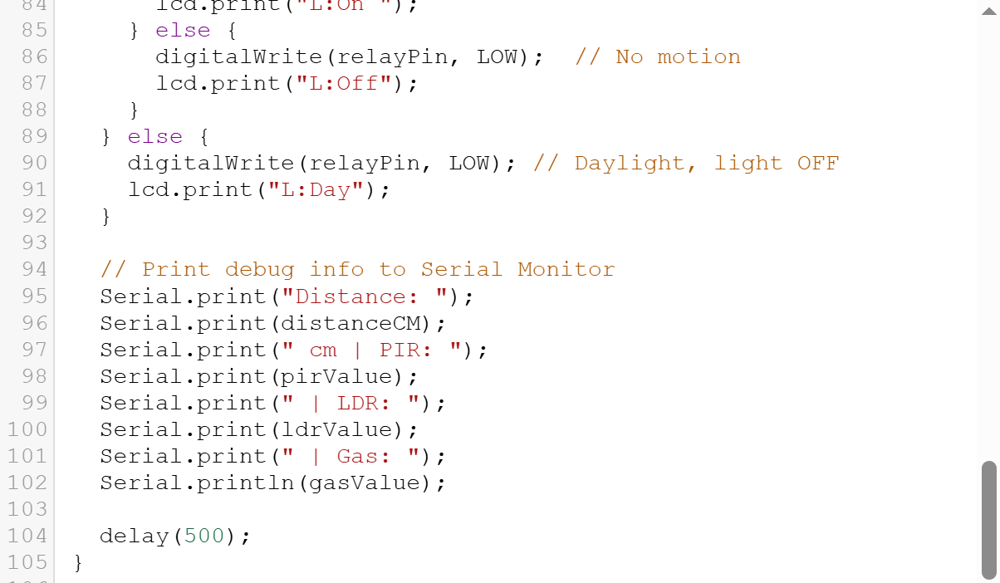 84 lcd.print("L:On ");
85 } else {
86 digitalWrite(relayPin, LOW);  // No motion
87 lcd.print("L:Off");
88 }
89 } else {
90 digitalWrite(relayPin, LOW); // Daylight, light OFF
91 lcd.print("L:Day");
92 }
93
94 // Print debug info to Serial Monitor
95 Serial.print("Distance: ");
96 Serial.print(distanceCM);
97 Serial.print(" cm | PIR: ");
98 Serial.print(pirValue);
99 Serial.print(" | LDR: ");
100 Serial.print(ldrValue);
101 Serial.print(" | Gas: ");
102 Serial.println(gasValue);
103
104 delay(500);
105 }